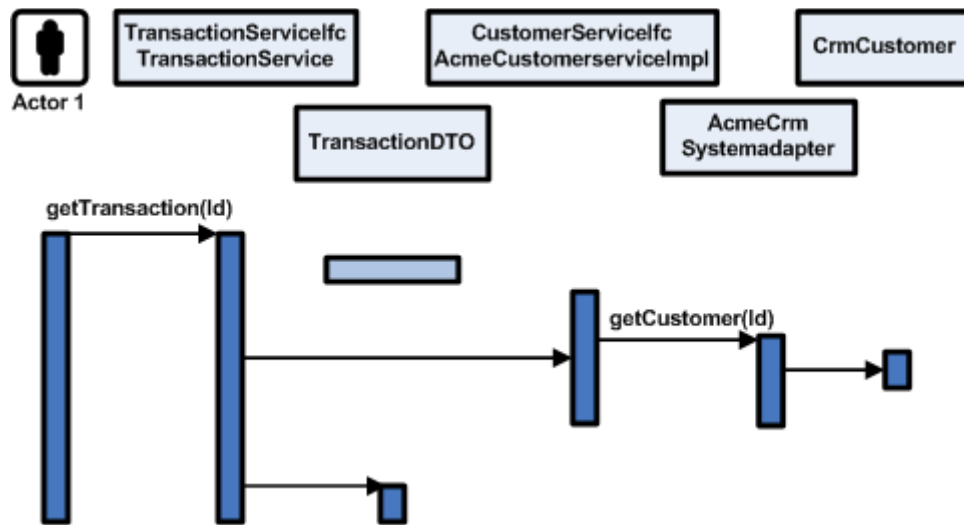 TransactionServiceIfc
TransactionService
CustomerServiceIfc
AcmeCustomerserviceImpl
CrmCustomer
Actor 1
TransactionDTO
AcmeCrm
Systemadapter
getTransaction(Id)
getCustomer(Id)